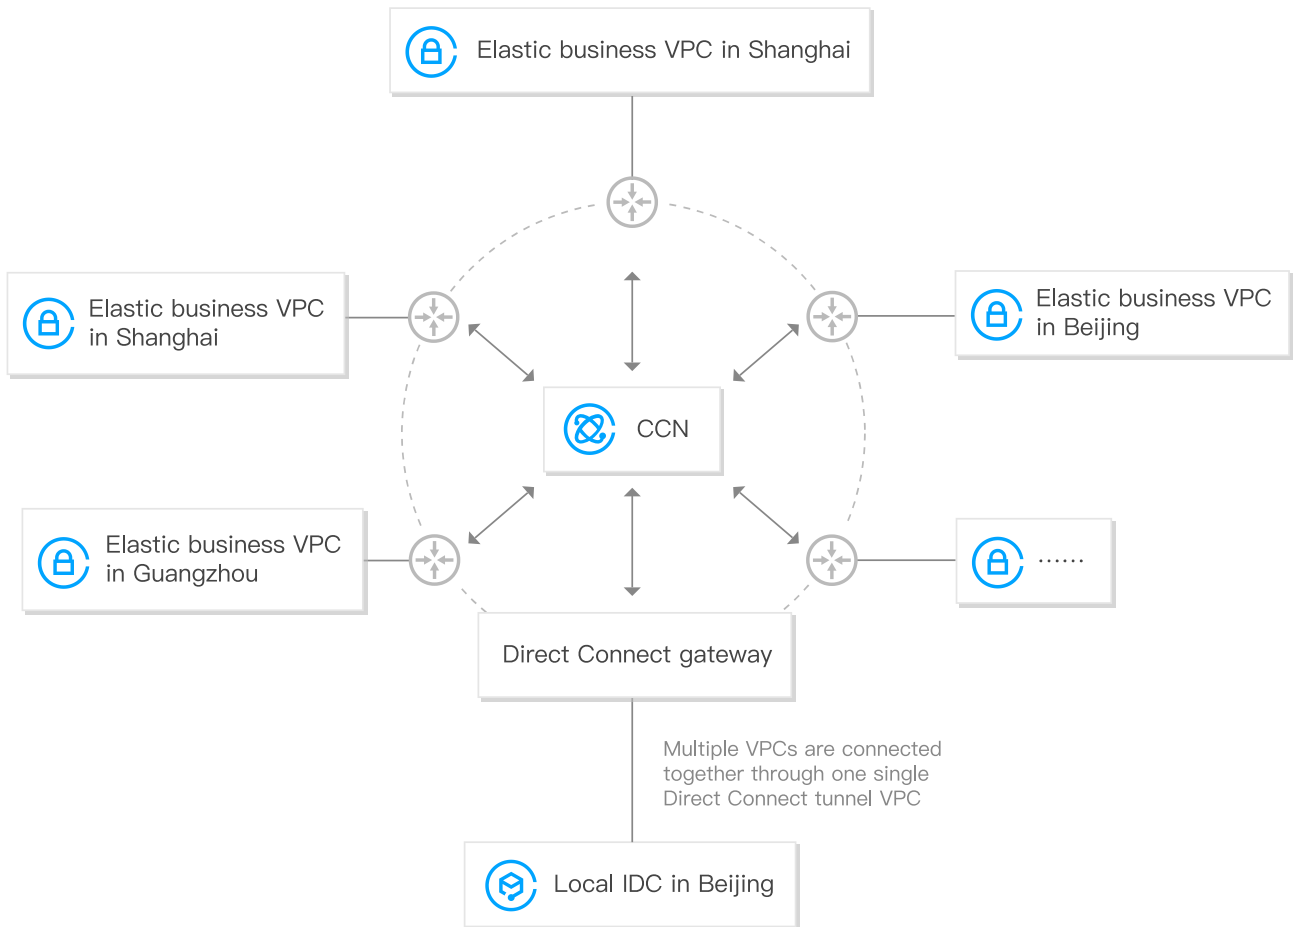 Elastic business VPC in Shanghai
Elastic business VPC
in Shanghai
Elastic business VPC
in Beijing
CCN
Elastic business VPC
in Guangzhou
······
Direct Connect gateway
Multiple VPCs are connected
together through one single
Direct Connect tunnel VPC
Local IDC in Beijing